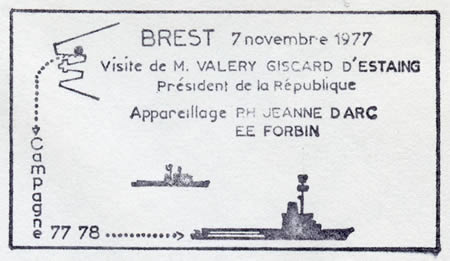 BREST 7 novembre 1977
Visite de M. VALERY GISCARD D'ESTAING
Président de la République
Appareillage PH JEANNE DARC
EE FORBIN
Campagne
77 78